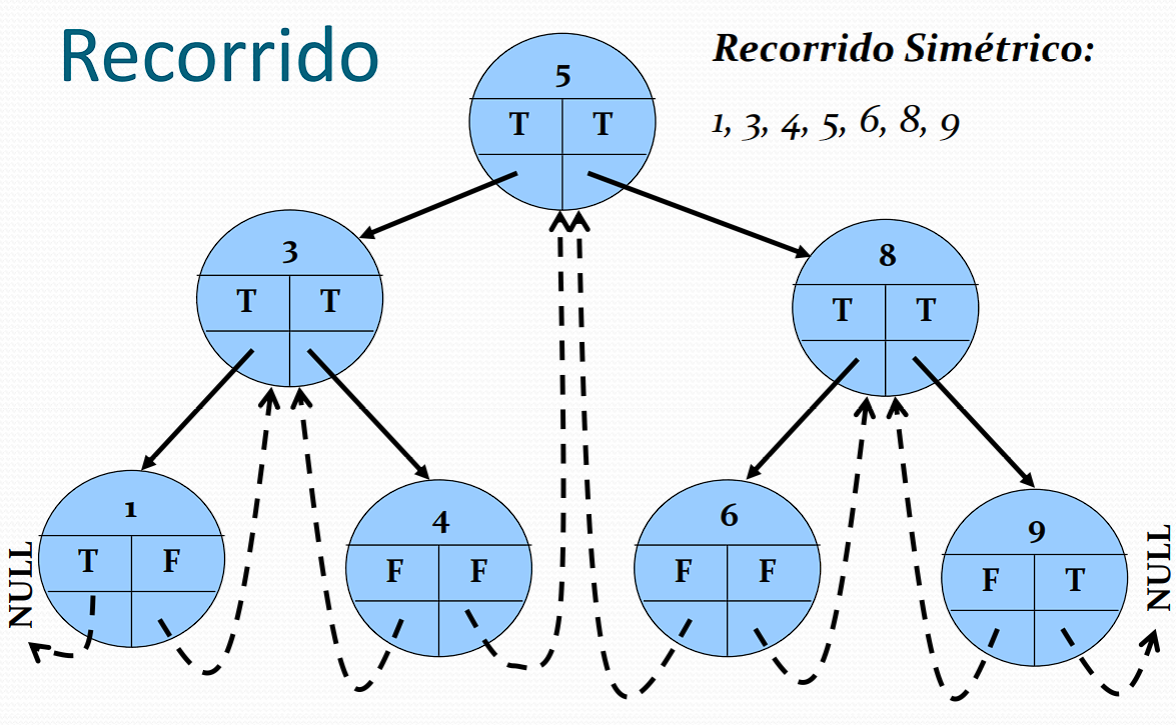 Recorrido
Recorrido Simétrico:
1, 3, 4, 5, 6, 8, 9
5
T T
3
T T
8
T T
1
T F
4
F F
6
F F
9
F T
NULL
NULL